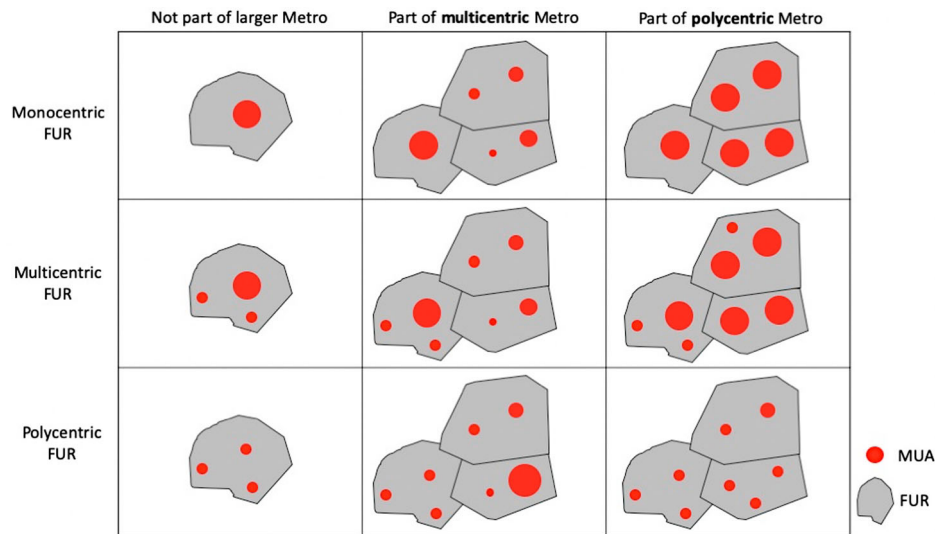 Not part of larger Metro
Part of multicentric Metro
Part of polycentric Metro
Monocentric
FUR
Multicentric
FUR
Polycentric
FUR
MUA
FUR